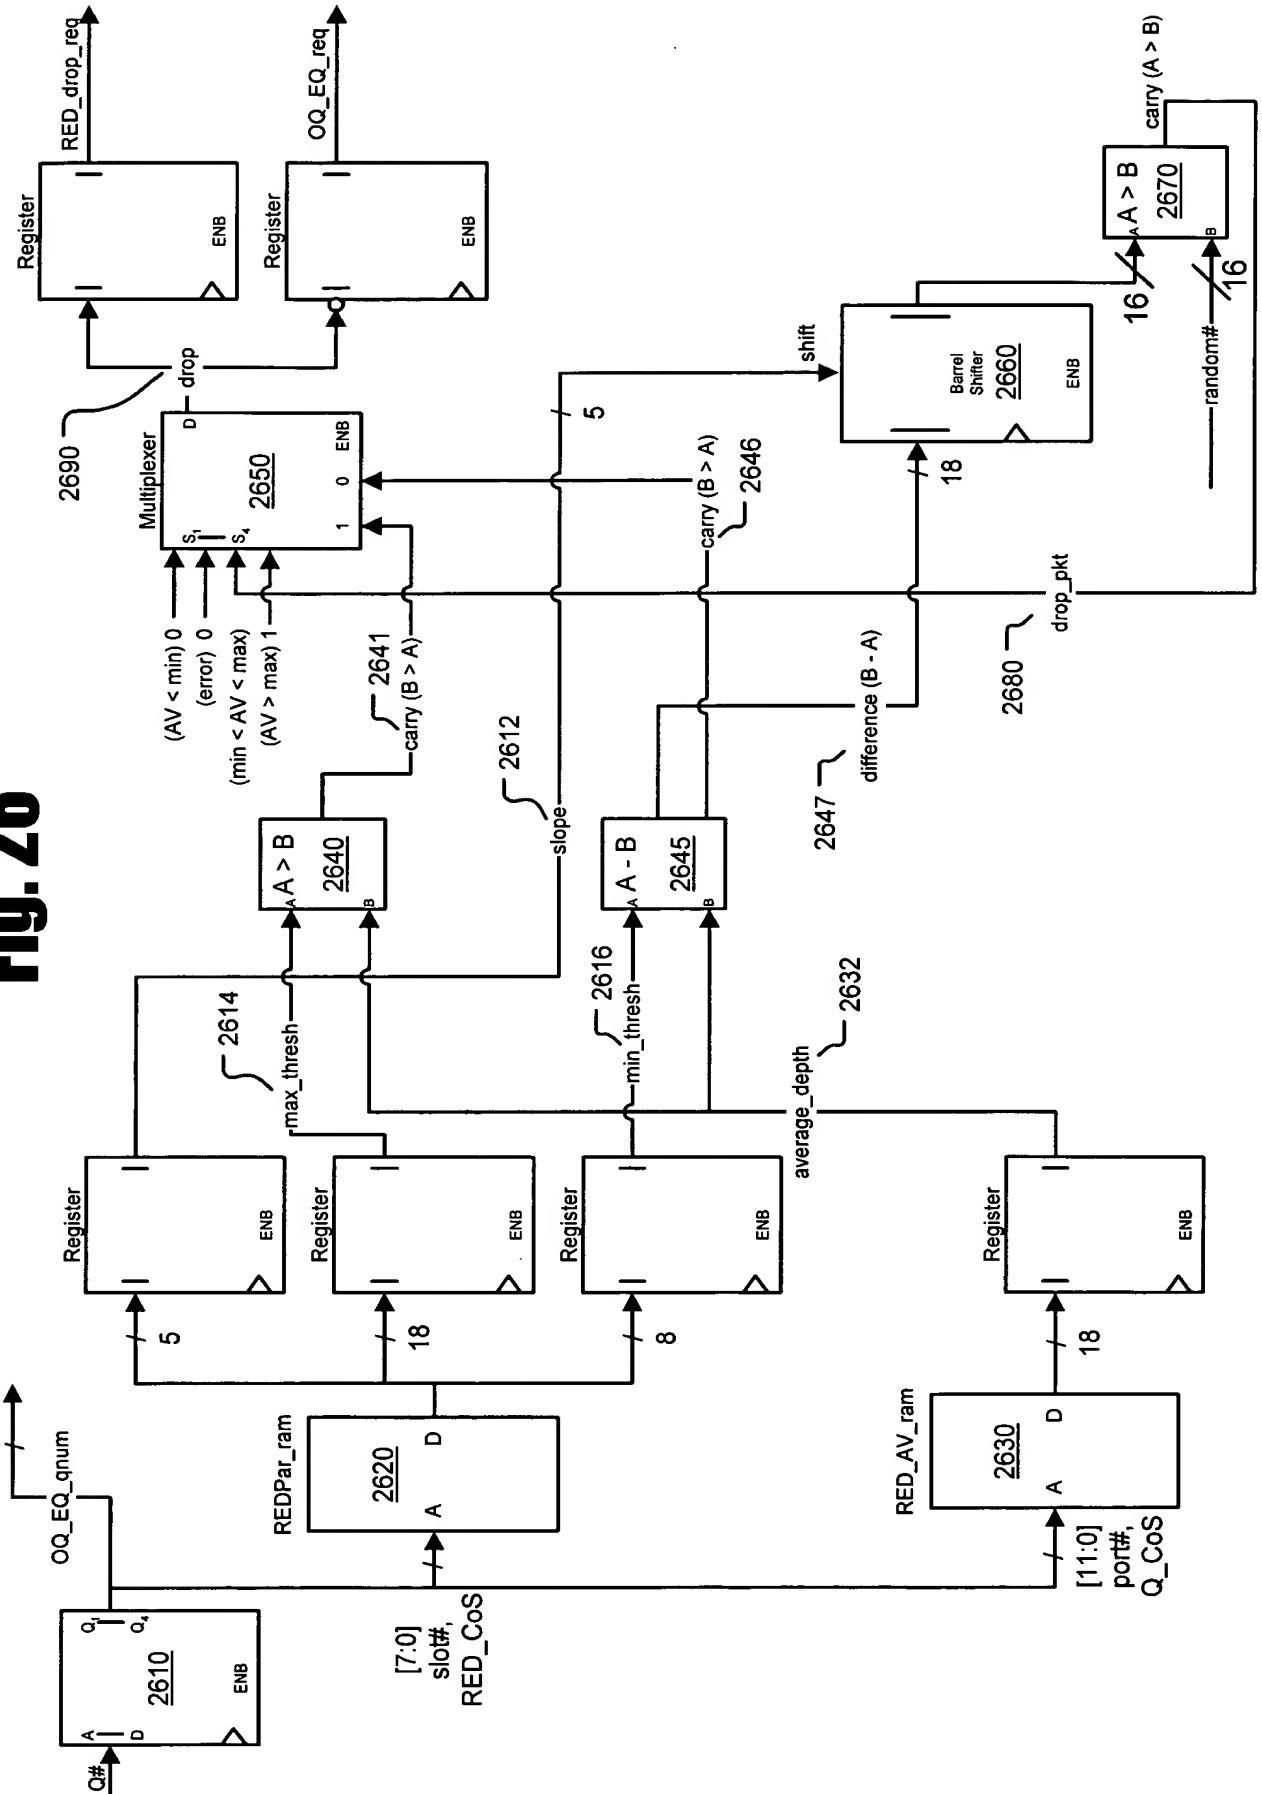 Fig. 26
Q#
A
D
Q1
Q4
2610
ENB
OQ_EQ_qnum
[7:0]
slot#,
RED_CoS
REDPar_ram
A
2620
D
[11:0]
port#,
Q_CoS
RED_AV_ram
A
2630
D
5
18
8
18
Register
ENB
Register
ENB
Register
ENB
Register
ENB
max_thresh
2614
min_thresh
2616
average_depth
2632
slope
2612
A
A > B
2640
B
A
A - B
2645
B
carry (B > A)
2641
carry (B > A)
2646
difference (B - A)
2647
(AV < min) 0
(error) 0
(min < AV < max)
(AV > max) 1
Multiplexer
S1
S4
2650
D
1
0
ENB
drop
2690
5
shift
18
Barrel
Shifter
2660
ENB
drop_pkt
2680
random#
16
16
A
A > B
B
2670
carry (A > B)
Register
ENB
RED_drop_req
Register
ENB
OQ_EQ_req